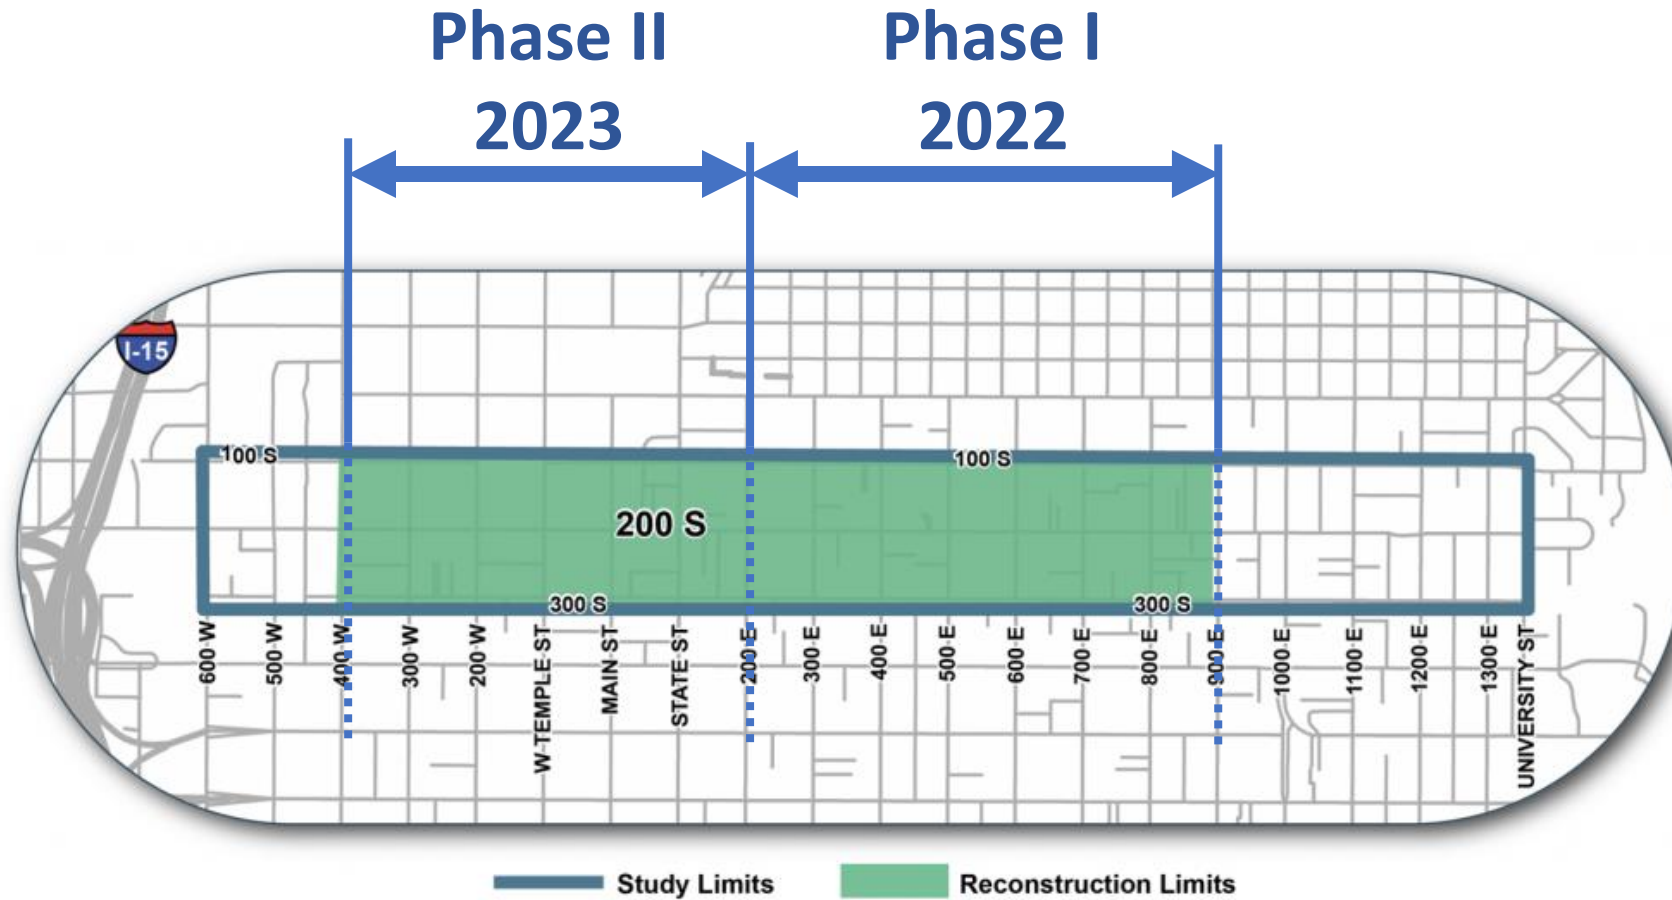 Phase II
2023
Phase I
2022
I-15
100 S
100 S
200 S
300 S
300 S
600 W
500 W
400 W
300 W
200 W
W TEMPLE ST
MAIN ST
STATE ST
200 E
300 E
400 E
500 E
600 E
700 E
800 E
900 E
1000 E
1100 E
1200 E
1300 E
UNIVERSITY ST
Study Limits
Reconstruction Limits